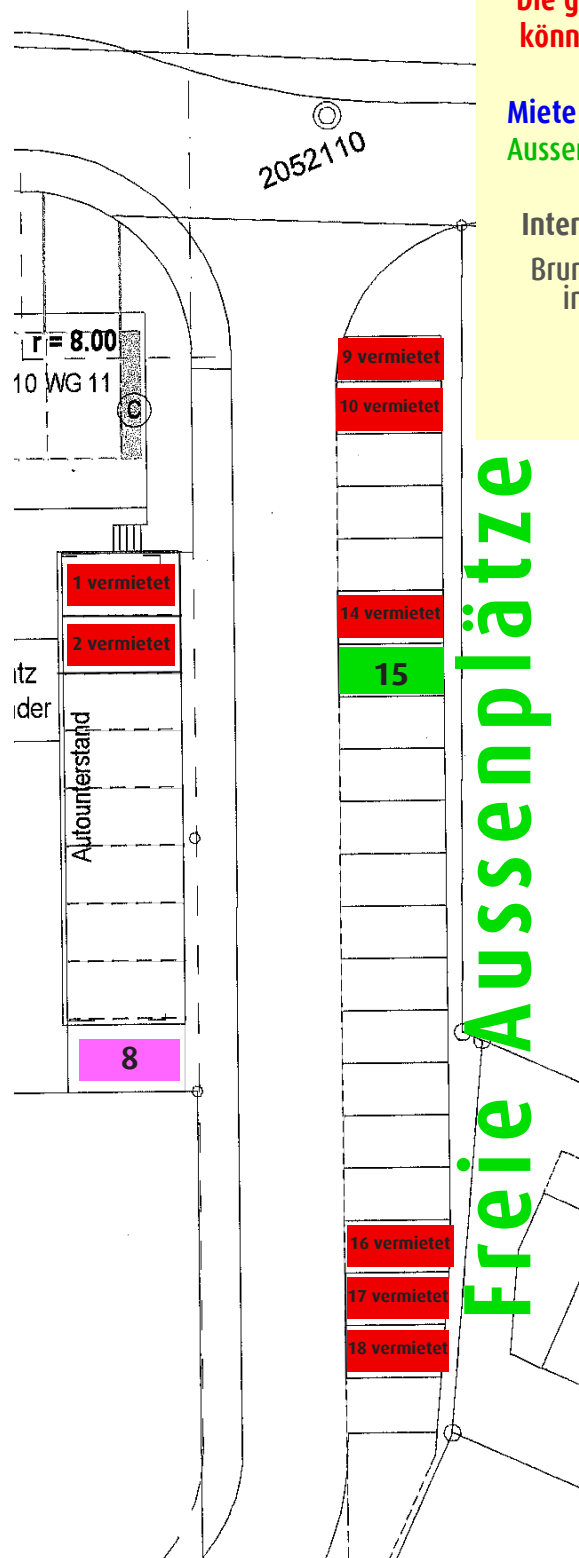 Die g
könn
Miete
Ausser
Inter
Brun
in
2052110
r = 8.00
10 WG 11
C
9 vermietet
10 vermietet
1 vermietet
2 vermietet
14 vermietet
15
tz
der
Autounterstand
8
16 vermietet
17 vermietet
18 vermietet
Freie Aussenplätze